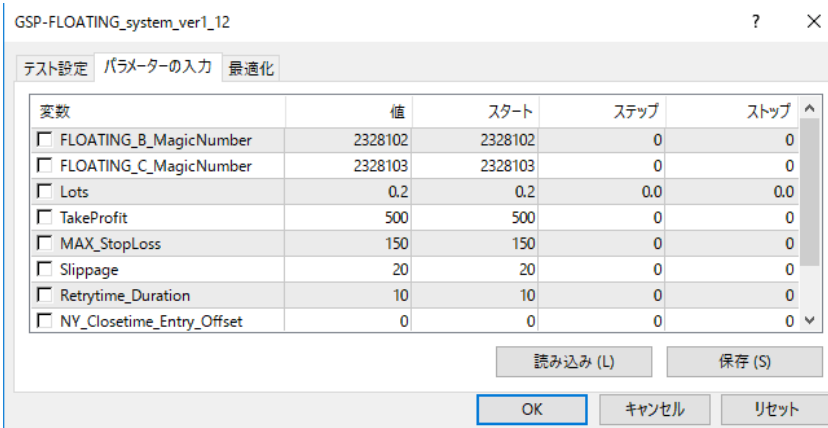 GSP-FLOATING_system_ver1_12 ? ×
テスト設定 パラメーターの入力 最適化
変数 値 スタート ステップ ストップ
FLOATING_B_MagicNumber 2328102 2328102 0 0
FLOATING_C_MagicNumber 2328103 2328103 0 0
Lots 0.2 0.2 0.0 0.0
TakeProfit 500 500 0 0
MAX_StopLoss 150 150 0 0
Slippage 20 20 0 0
Retrytime_Duration 10 10 0 0
NY_Closetime_Entry_Offset 0 0 0 0
読み込み (L) 保存 (S)
OK キャンセル リセット